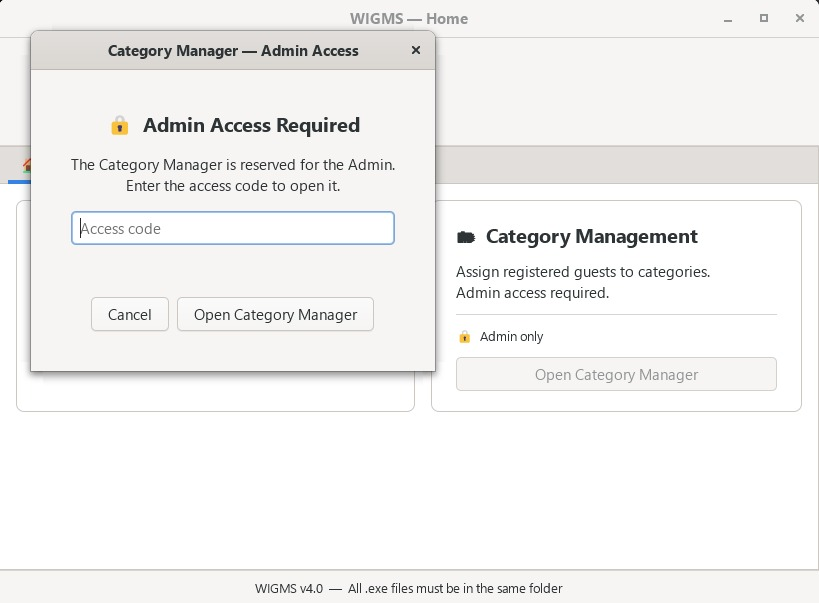 WIGMS — Home
Category Manager — Admin Access
Admin Access Required
The Category Manager is reserved for the Admin.
Enter the access code to open it.
Access code
Cancel
Open Category Manager
Category Management
Assign registered guests to categories.
Admin access required.
Admin only
Open Category Manager
WIGMS v4.0 — All .exe files must be in the same folder